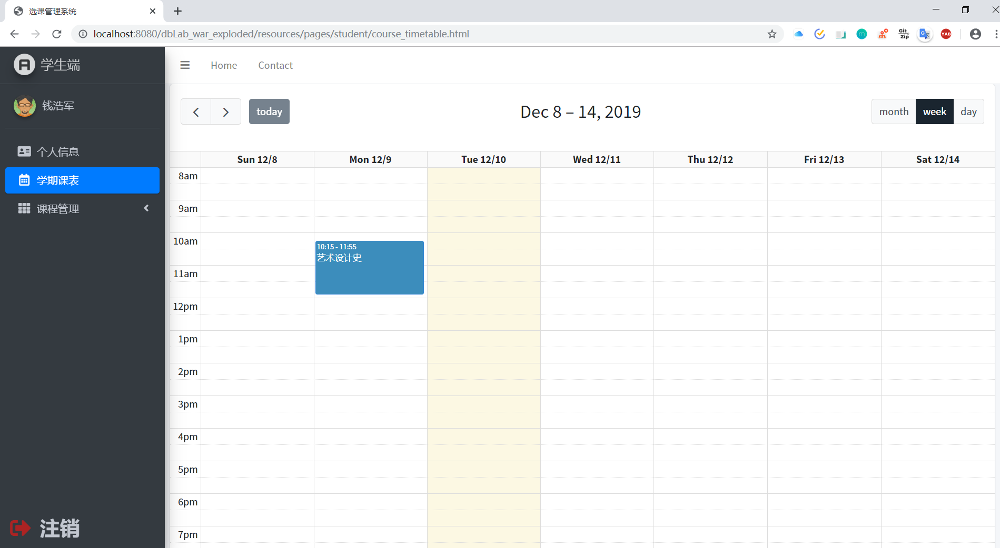 选课管理系统
localhost:8080/dbLab_war_exploded/resources/pages/student/course_timetable.html
Git
Zip
YAB
学生端
Home
Contact
钱浩军
today
Dec 8 – 14, 2019
month
week
day
个人信息
学期课表
课程管理
注销
Sun 12/8
Mon 12/9
Tue 12/10
Wed 12/11
Thu 12/12
Fri 12/13
Sat 12/14
8am
9am
10am
10:15 - 11:55
艺术设计史
11am
12pm
1pm
2pm
3pm
4pm
5pm
6pm
7pm